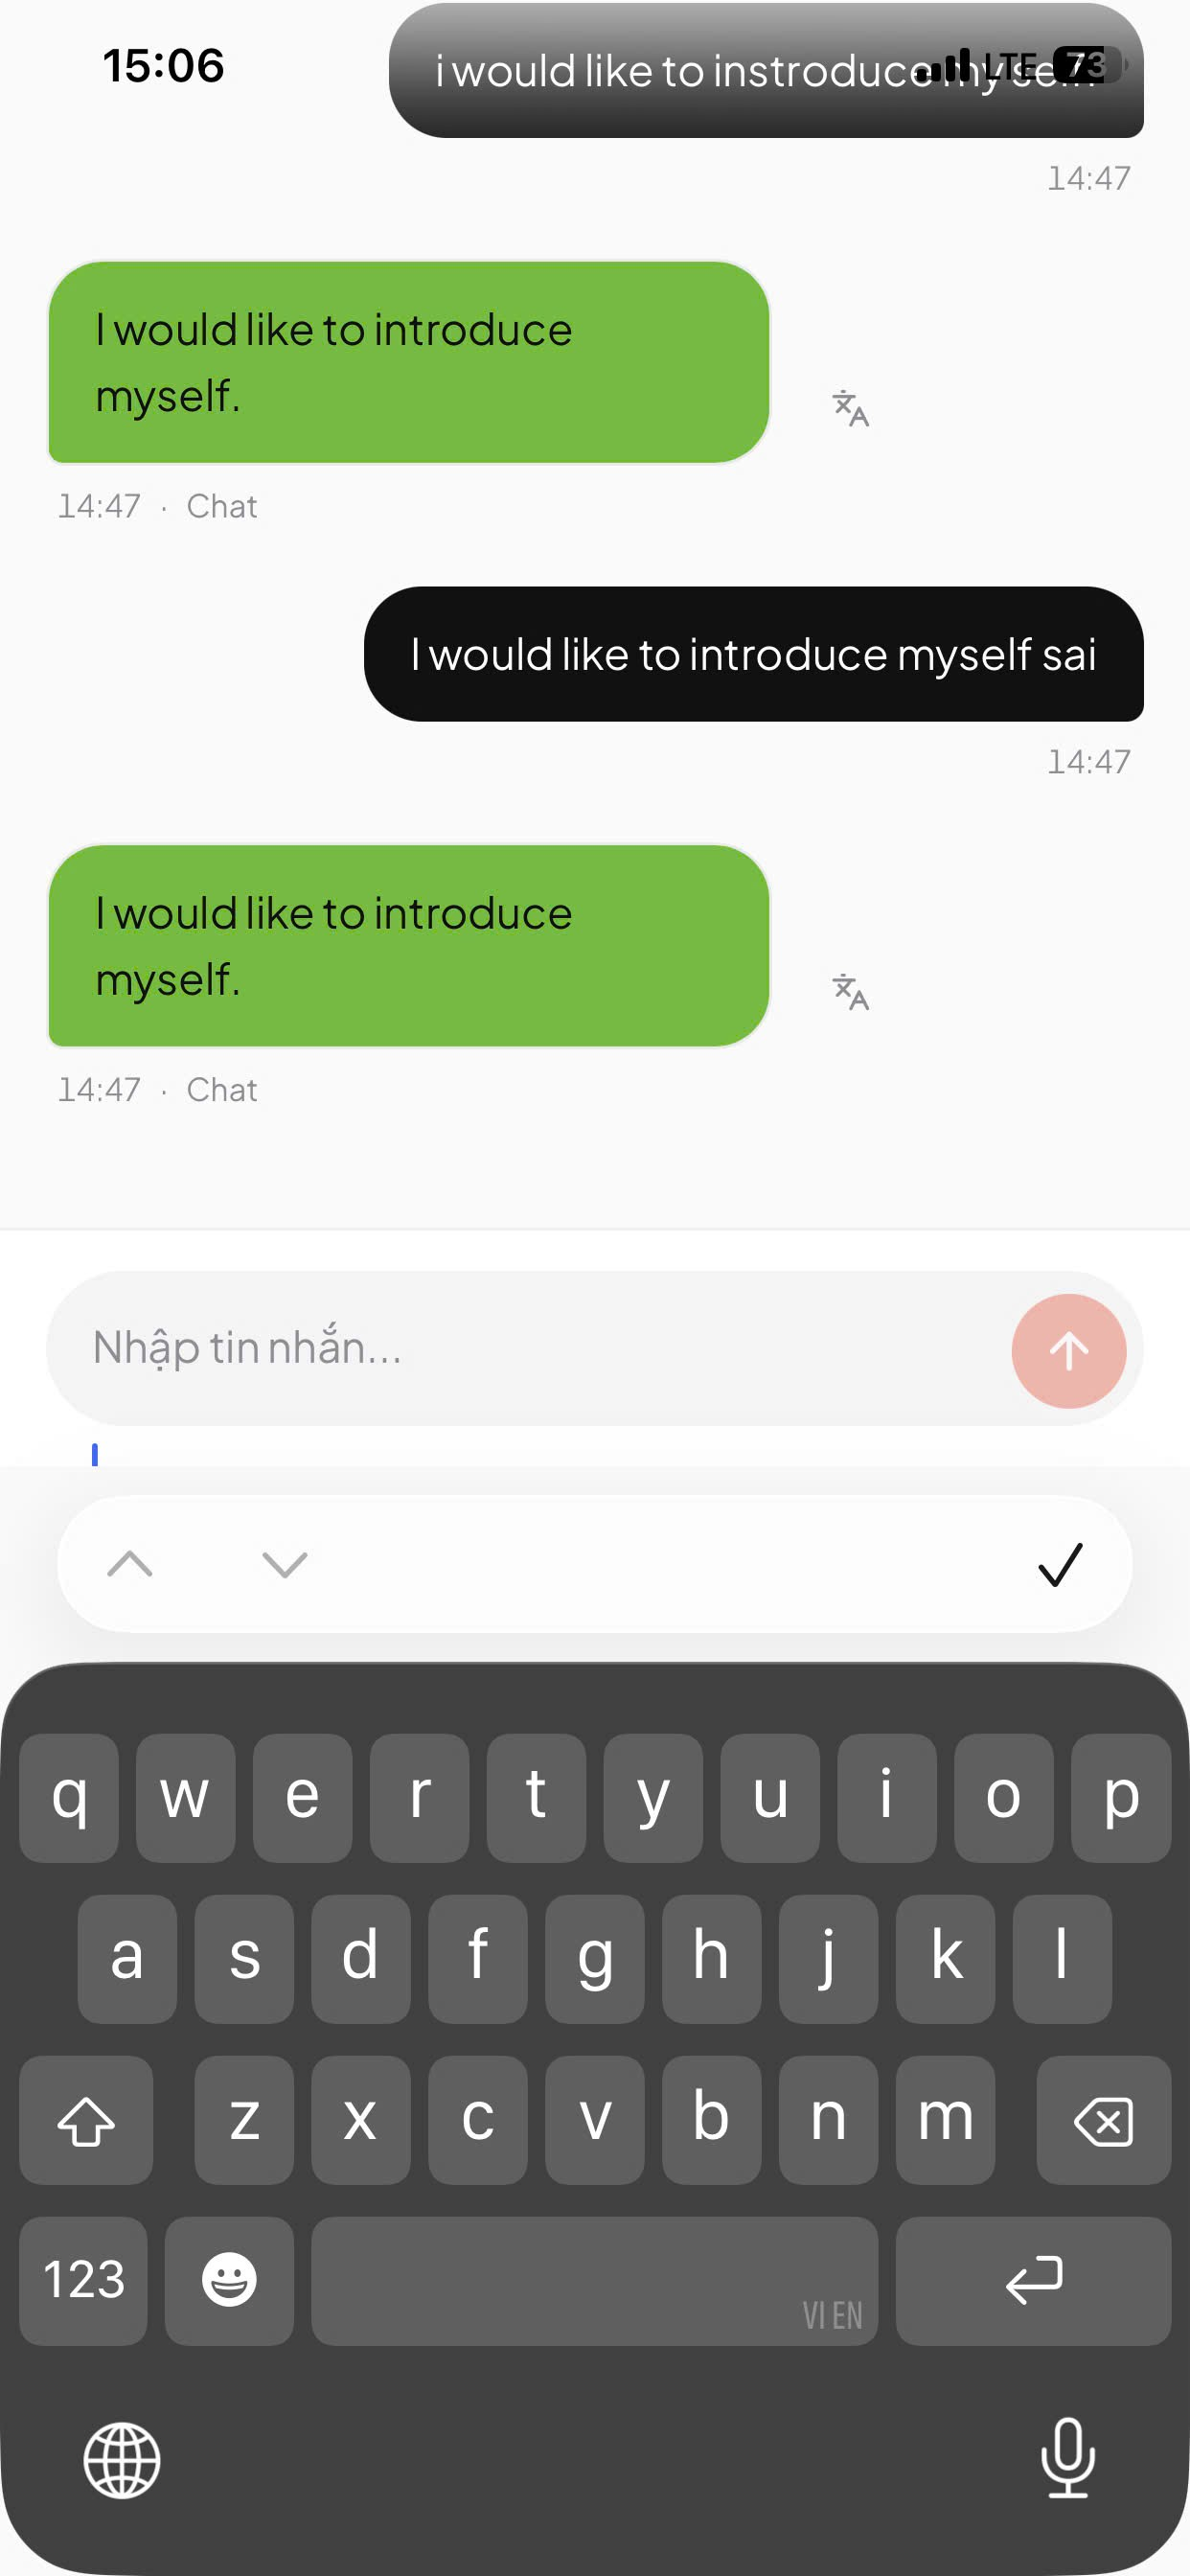 15:06
i would like to instroduce my self
LTE 73
14:47
I would like to introduce
myself.
14:47 · Chat
I would like to introduce myself sai
14:47
I would like to introduce
myself.
14:47 · Chat
Nhập tin nhắn...
q w e r t y u i o p
a s d f g h j k l
z x c v b n m
123
VI EN